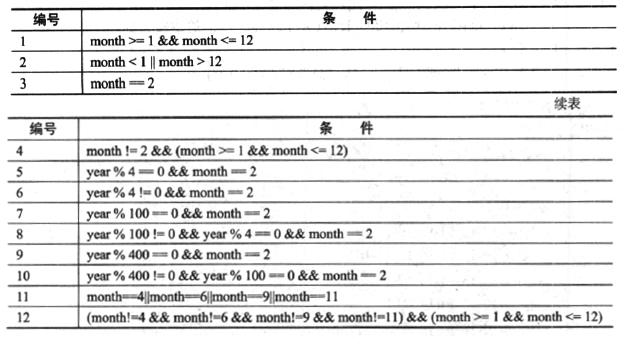 编号 条 件
1 month >= 1 && month <= 12
2 month < 1 || month > 12
3 month == 2
续表
编号 条 件
4 month != 2 && (month >= 1 && month <= 12)
5 year % 4 == 0 && month == 2
6 year % 4 != 0 && month == 2
7 year % 100 == 0 && month == 2
8 year % 100 != 0 && year % 4 == 0 && month == 2
9 year % 400 == 0 && month == 2
10 year % 400 != 0 && year % 100 == 0 && month == 2
11 month==4||month==6||month==9||month==11
12 (month!=4 && month!=6 && month!=9 && month!=11) && (month >= 1 && month <= 12)